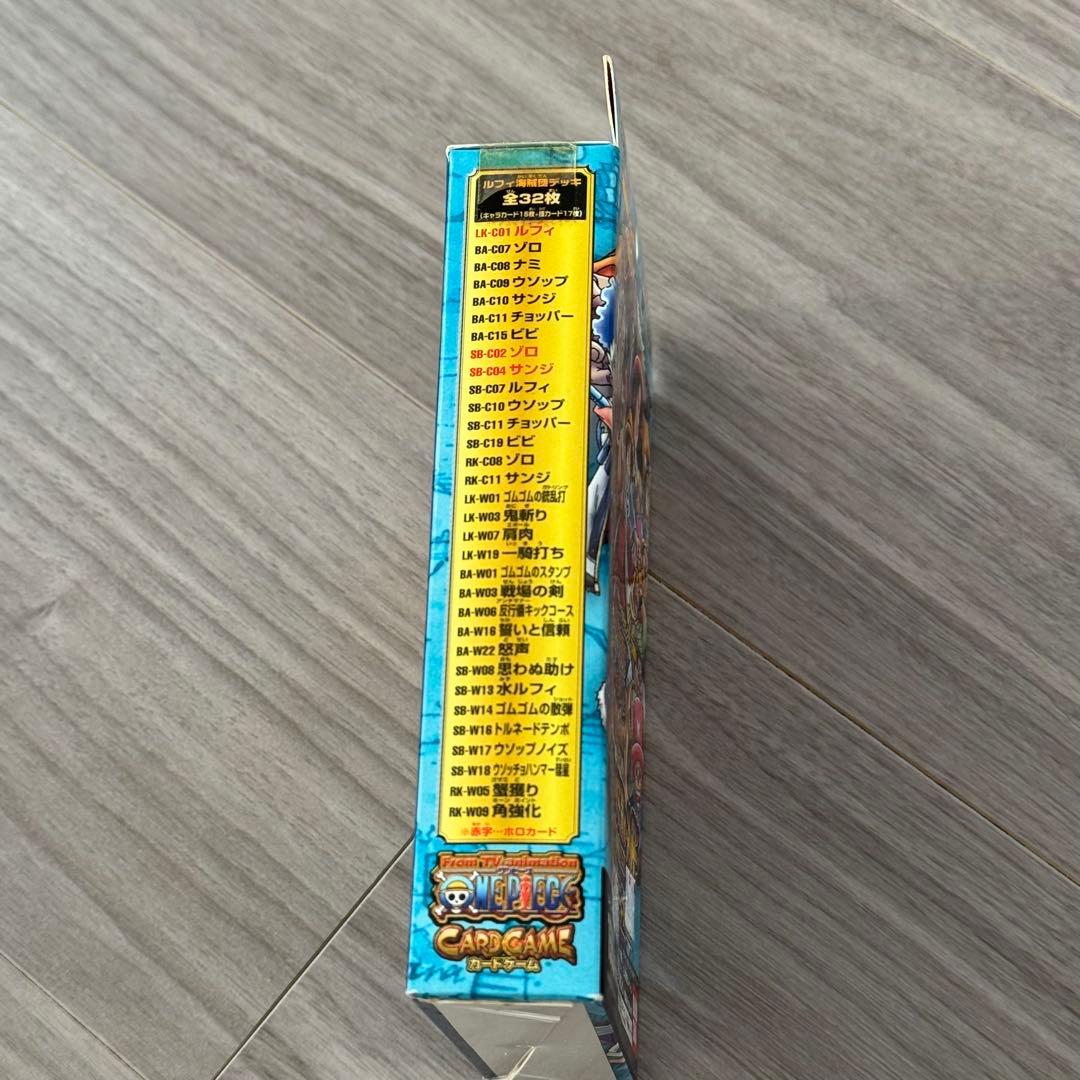 ルフィ海賊団デッキ
全32枚
(キャラカード15枚・技カード17枚)
LK-C01 ルフィ
BA-C07 ゾロ
BA-C08 ナミ
BA-C09 ウソップ
BA-C10 サンジ
BA-C11 チョッパー
BA-C15 ビビ
SB-C02 ゾロ
SB-C04 サンジ
SB-C07 ルフィ
SB-C10 ウソップ
SB-C11 チョッパー
SB-C19 ビビ
RK-C08 ゾロ
RK-C11 サンジ
LK-W01 ゴムゴムの銃乱打
LK-W03 鬼斬り
LK-W07 肩肉
LK-W19 一騎打ち
BA-W01 ゴムゴムのスタンプ
BA-W03 戦場の剣
BA-W06 反行儀キックコース
BA-W16 誓いと信頼
BA-W22 怒声
SB-W08 思わぬ助け
SB-W13 水ルフィ
SB-W14 ゴムゴムの散弾
SB-W16 トルネードテンポ
SB-W17 ウソップノイズ
SB-W18 ウソッチョハンマー彗星
RK-W05 蟹獲り
RK-W09 角強化
※赤字…ホロカード
From TV animation
ONE PIECE
CARD GAME
カードゲーム